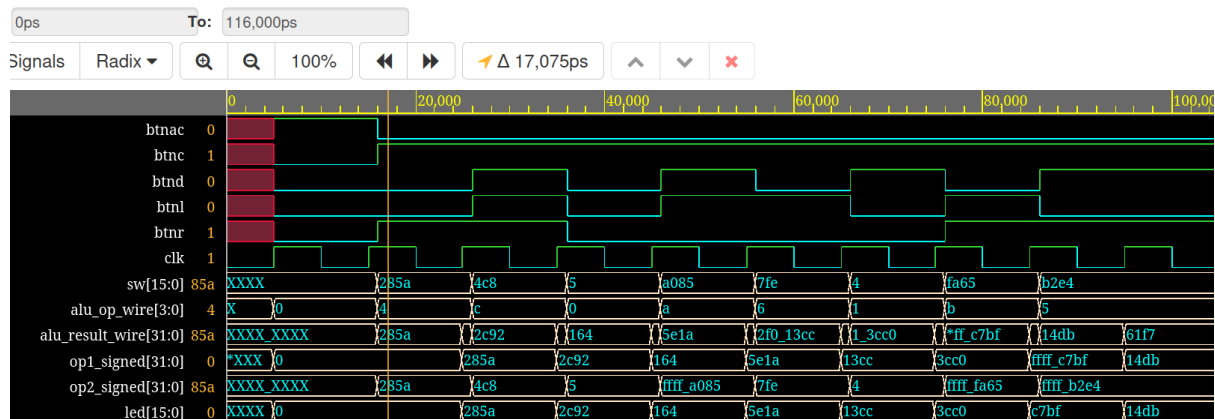 0ps To: 116,000ps
Signals Radix 100% Δ 17,075ps
0 20,000 40,000 60,000 80,000 100,0
btnac 0
btnc 1
btnd 0
btnl 0
btnr 1
clk 1
sw[15:0] 85a XXXX 285a 4c8 5 a085 7fe 4 fa65 b2e4
alu_op_wire[3:0] 4 X 0 4 c 0 a 6 1 b 5
alu_result_wire[31:0] 85a XXXX_XXXX 285a 2c92 164 5e1a 2f0_13cc 1_3cc0 *ff_c7bf 14db 61f7
op1_signed[31:0] 0 *XXX 0 285a 2c92 164 5e1a 13cc 3cc0 ffff_c7bf 14db
op2_signed[31:0] 85a XXXX_XXXX 285a 4c8 5 ffff_a085 7fe 4 ffff_fa65 ffff_b2e4
led[15:0] 0 XXXX 0 285a 2c92 164 5e1a 13cc 3cc0 c7bf 14db